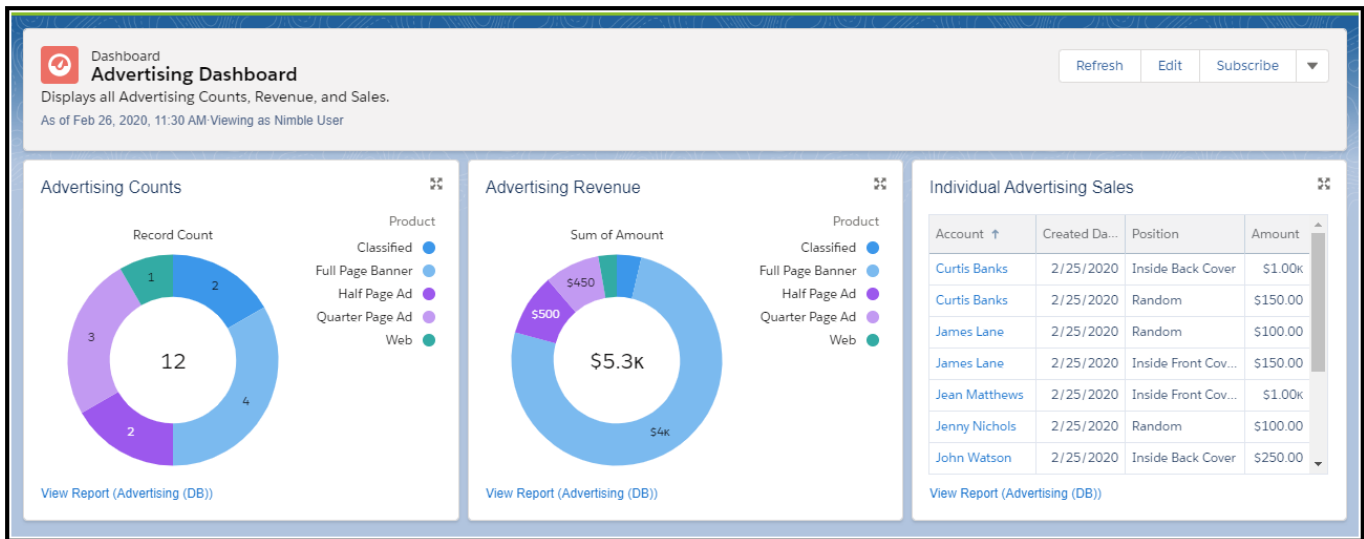 Dashboard
Advertising Dashboard
Displays all Advertising Counts, Revenue, and Sales.
As of Feb 26, 2020, 11:30 AM·Viewing as Nimble User
Refresh Edit Subscribe
Advertising Counts
Record Count
Product
Classified
Full Page Banner
Half Page Ad
Quarter Page Ad
Web
1
2
3
12
4
2
View Report (Advertising (DB))
Advertising Revenue
Sum of Amount
Product
Classified
Full Page Banner
Half Page Ad
Quarter Page Ad
Web
$450
$500
$5.3K
$4K
View Report (Advertising (DB))
Individual Advertising Sales
Account ↑ Created Da... Position Amount
Curtis Banks 2/25/2020 Inside Back Cover $1.00K
Curtis Banks 2/25/2020 Random $150.00
James Lane 2/25/2020 Random $100.00
James Lane 2/25/2020 Inside Front Cov... $150.00
Jean Matthews 2/25/2020 Inside Front Cov... $1.00K
Jenny Nichols 2/25/2020 Random $100.00
John Watson 2/25/2020 Inside Back Cover $250.00
View Report (Advertising (DB))